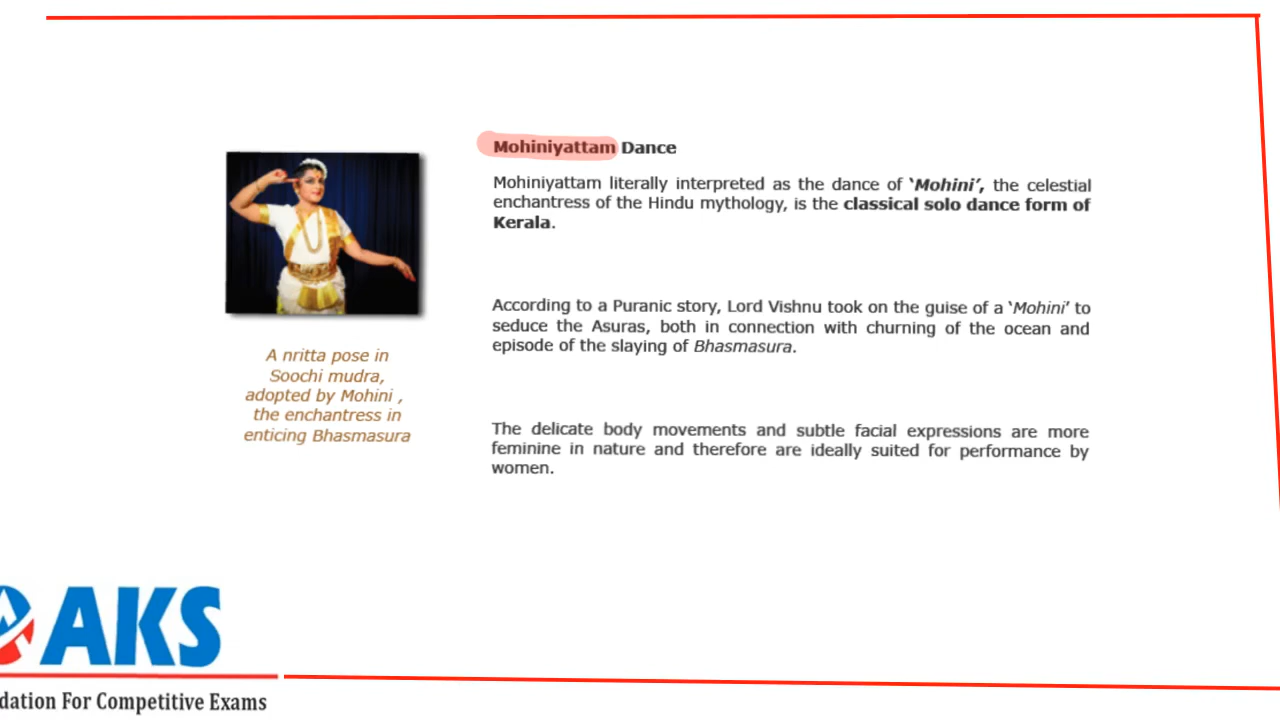 Mohiniyattam Dance
Mohiniyattam literally interpreted as the dance of ‘Mohini’, the celestial
enchantress of the Hindu mythology, is the classical solo dance form of
Kerala.
According to a Puranic story, Lord Vishnu took on the guise of a ‘Mohini’ to
seduce the Asuras, both in connection with churning of the ocean and
episode of the slaying of Bhasmasura.
The delicate body movements and subtle facial expressions are more
feminine in nature and therefore are ideally suited for performance by
women.
A nritta pose in
Soochi mudra,
adopted by Mohini ,
the enchantress in
enticing Bhasmasura
AKS
dation For Competitive Exams